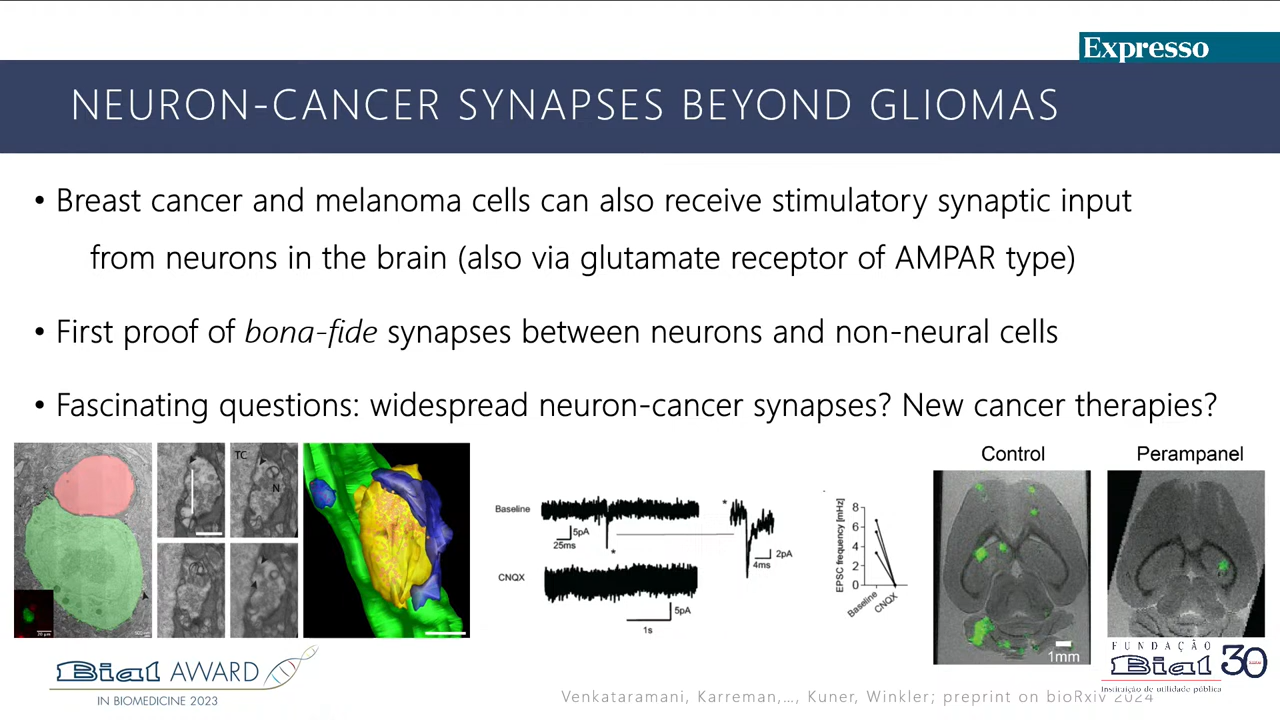 Expresso
NEURON-CANCER SYNAPSES BEYOND GLIOMAS
• Breast cancer and melanoma cells can also receive stimulatory synaptic input
from neurons in the brain (also via glutamate receptor of AMPAR type)
• First proof of bona-fide synapses between neurons and non-neural cells
• Fascinating questions: widespread neuron-cancer synapses? New cancer therapies?
TC
N
Baseline
5pA
25ms
*
*
2pA
4ms
CNQX
5pA
1s
EPSC frequency [mHz]
8
6
4
2
0
Baseline
CNQX
Control
Perampanel
1mm
Bial AWARD
IN BIOMEDICINE 2023
FUNDAÇÃO
Bial 30
Instituição de utilidade pública
Venkataramani, Karreman,…, Kuner, Winkler; preprint on bioRxiv 2024